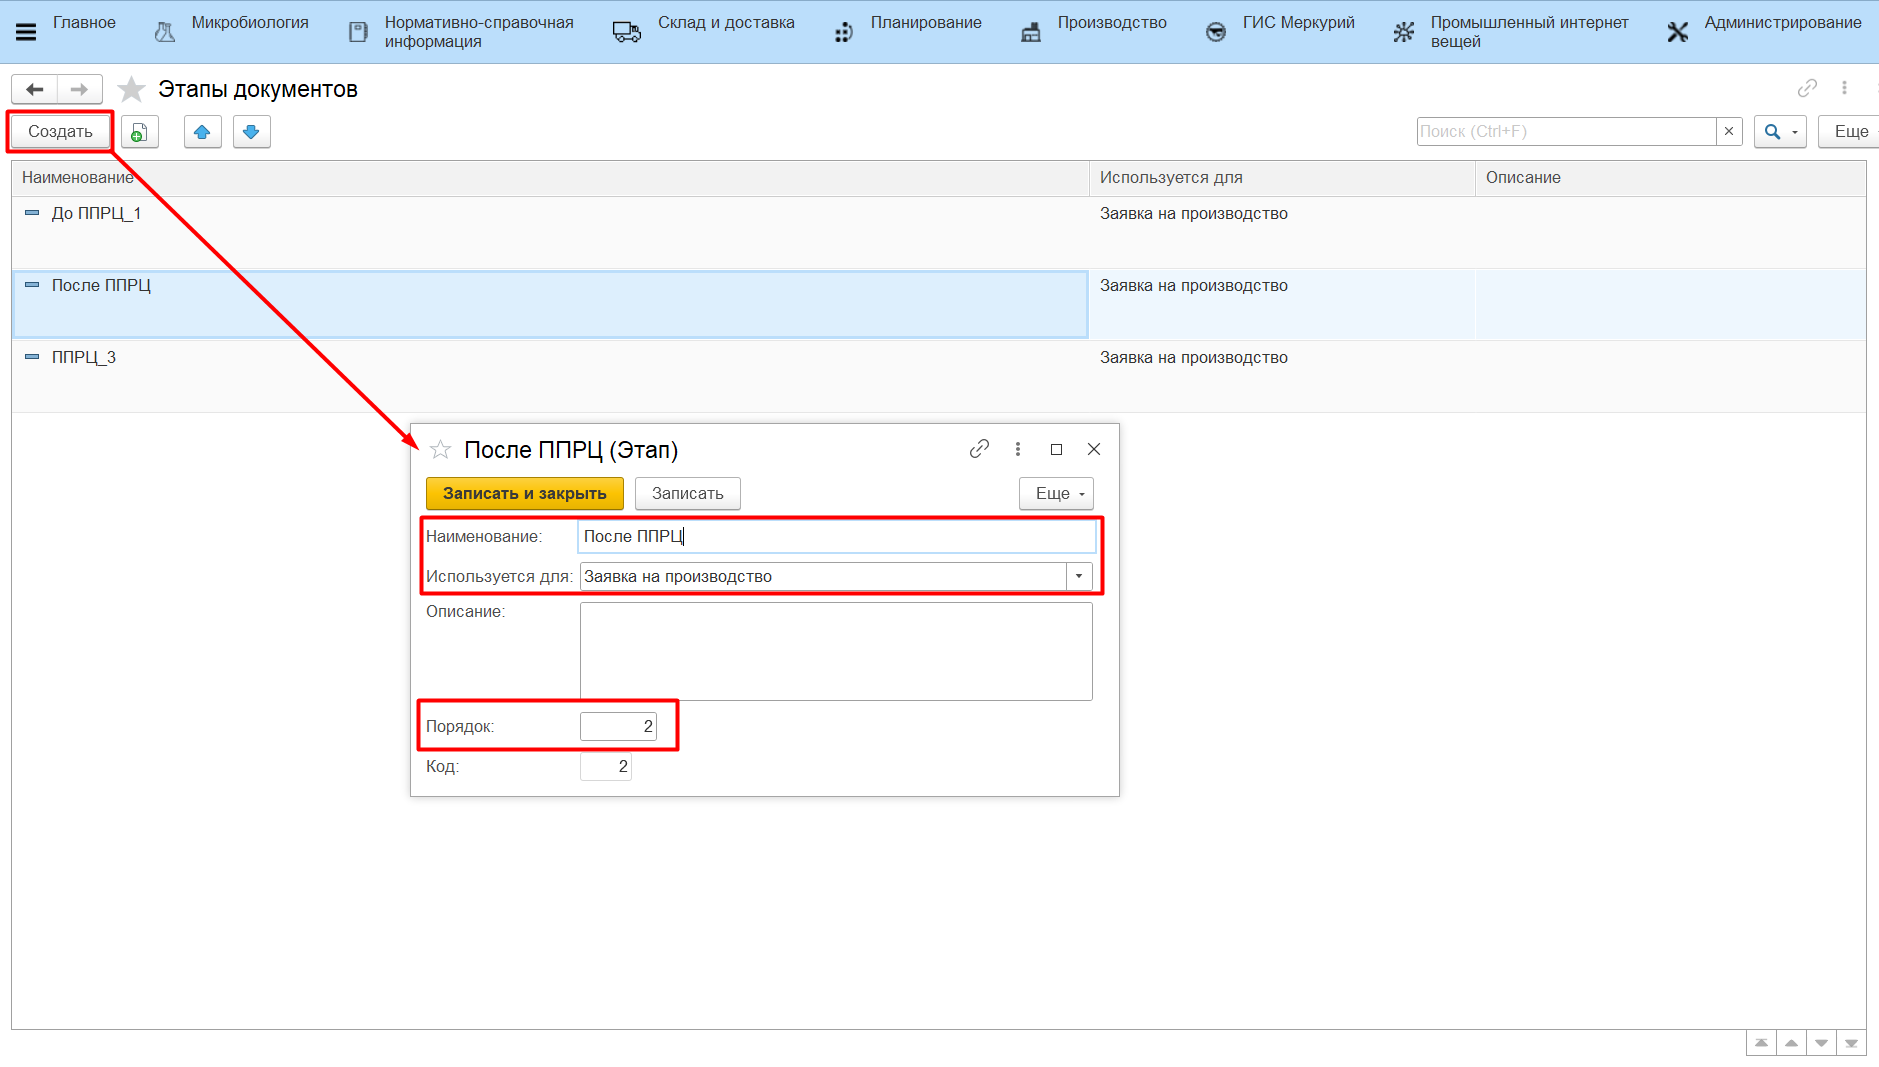 Главное
Микробиология
Нормативно-справочная
информация
Склад и доставка
Планирование
Производство
ГИС Меркурий
Промышленный интернет
вещей
Администрирование
Этапы документов
Создать
Поиск (Ctrl+F)
Еще
Наименование
Используется для
Описание
До ППРЦ_1
Заявка на производство
После ППРЦ
Заявка на производство
ППРЦ_3
Заявка на производство
После ППРЦ (Этап)
Записать и закрыть
Записать
Еще
Наименование:
После ППРЦ
Используется для:
Заявка на производство
Описание:
Порядок:
2
Код:
2